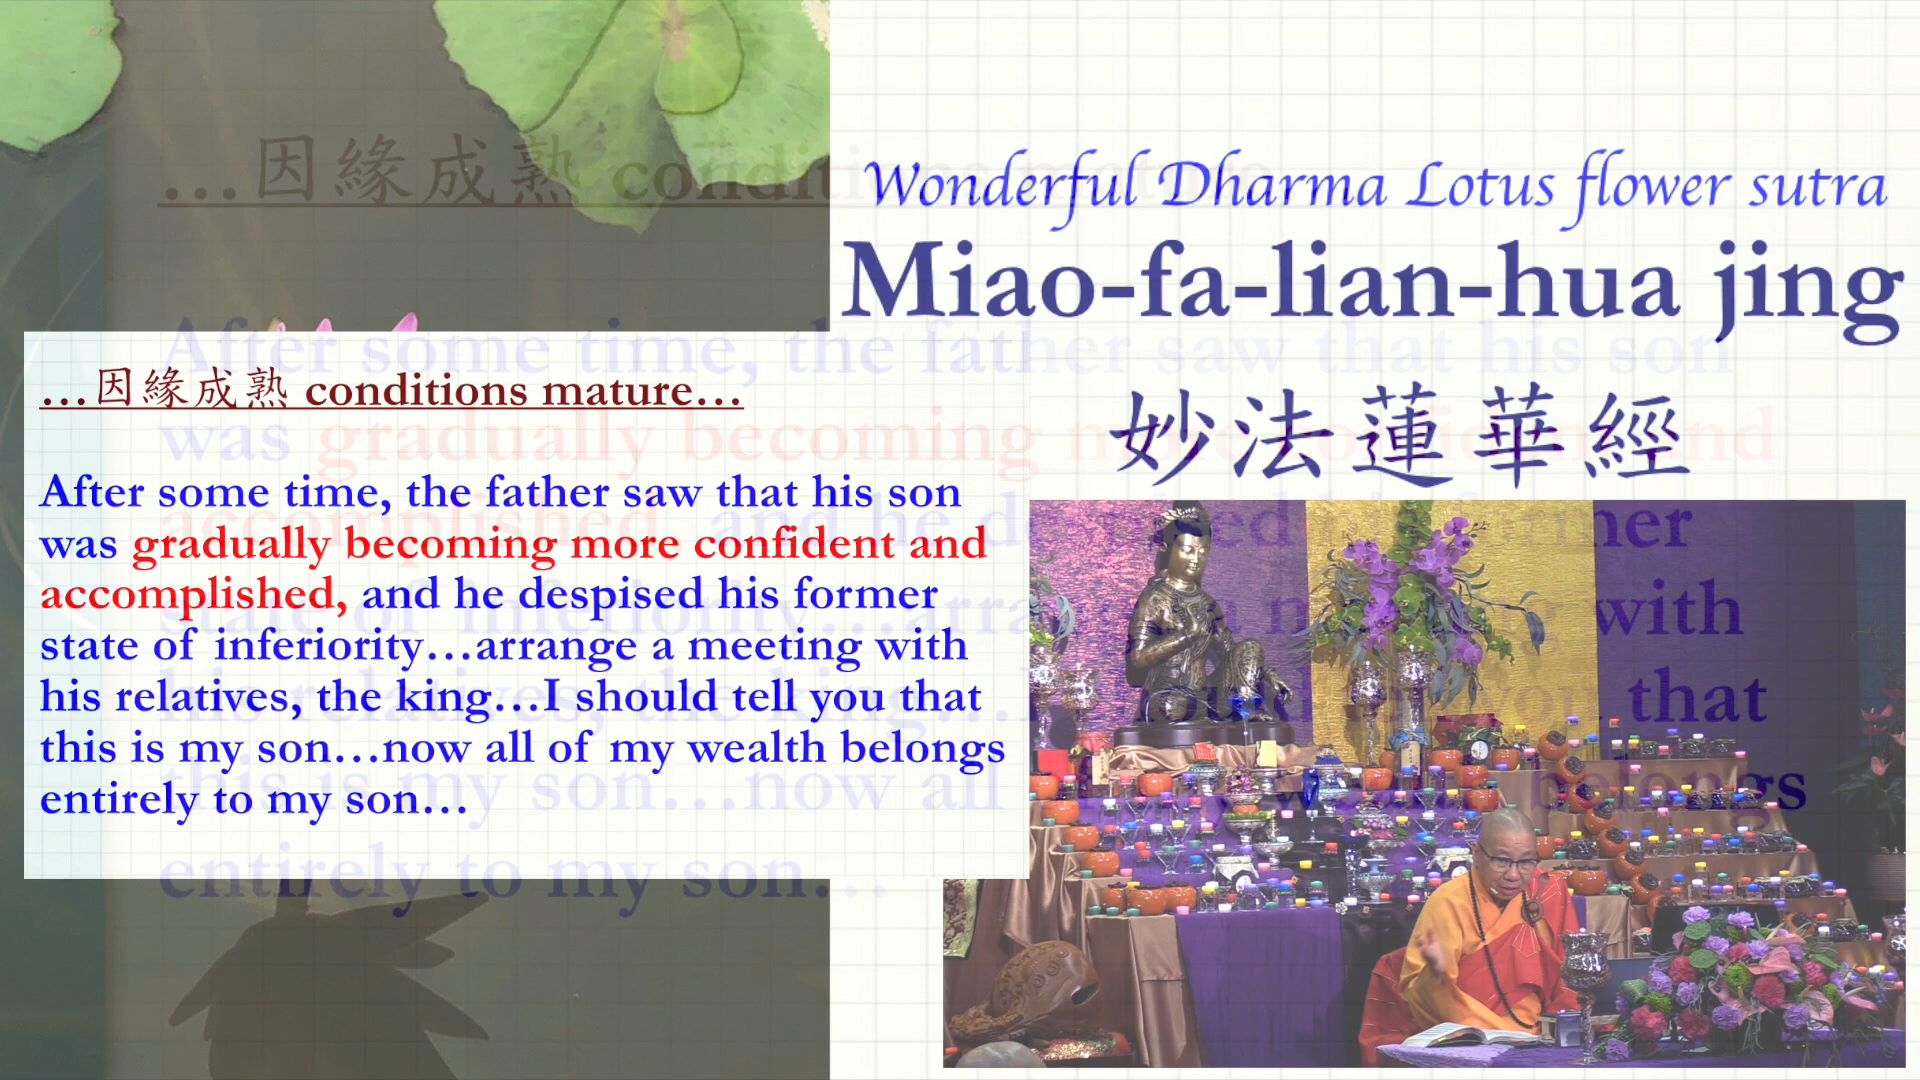 Wonderful Dharma Lotus flower sutra
Miao-fa-lian-hua jing
妙法蓮華經
…因緣成熟 conditions mature…
After some time, the father saw that his son
was gradually becoming more confident and
accomplished, and he despised his former
state of inferiority…arrange a meeting with
his relatives, the king…I should tell you that
this is my son…now all of my wealth belongs
entirely to my son…